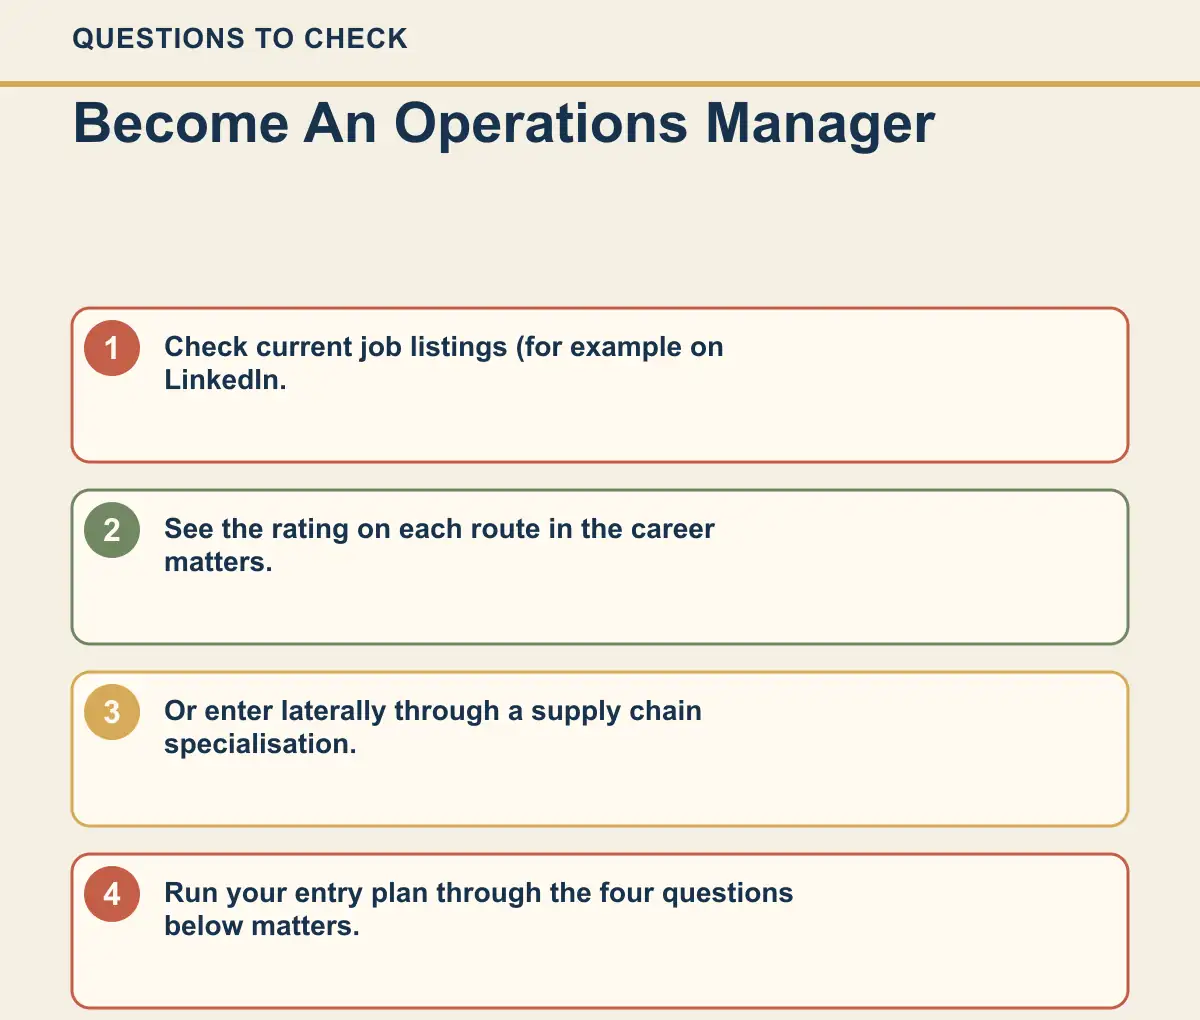 QUESTIONS TO CHECK
Become An Operations Manager
1
Check current job listings (for example on
LinkedIn.
2
See the rating on each route in the career
matters.
3
Or enter laterally through a supply chain
specialisation.
4
Run your entry plan through the four questions
below matters.